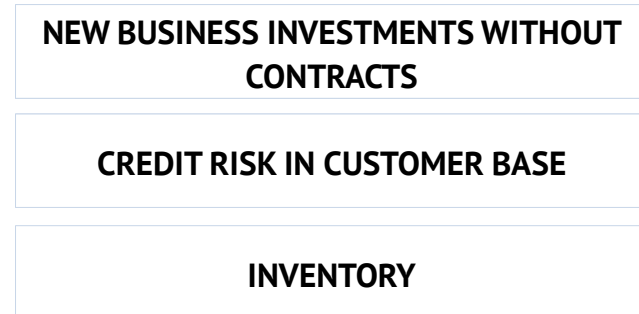 NEW BUSINESS INVESTMENTS WITHOUT
CONTRACTS
CREDIT RISK IN CUSTOMER BASE
INVENTORY